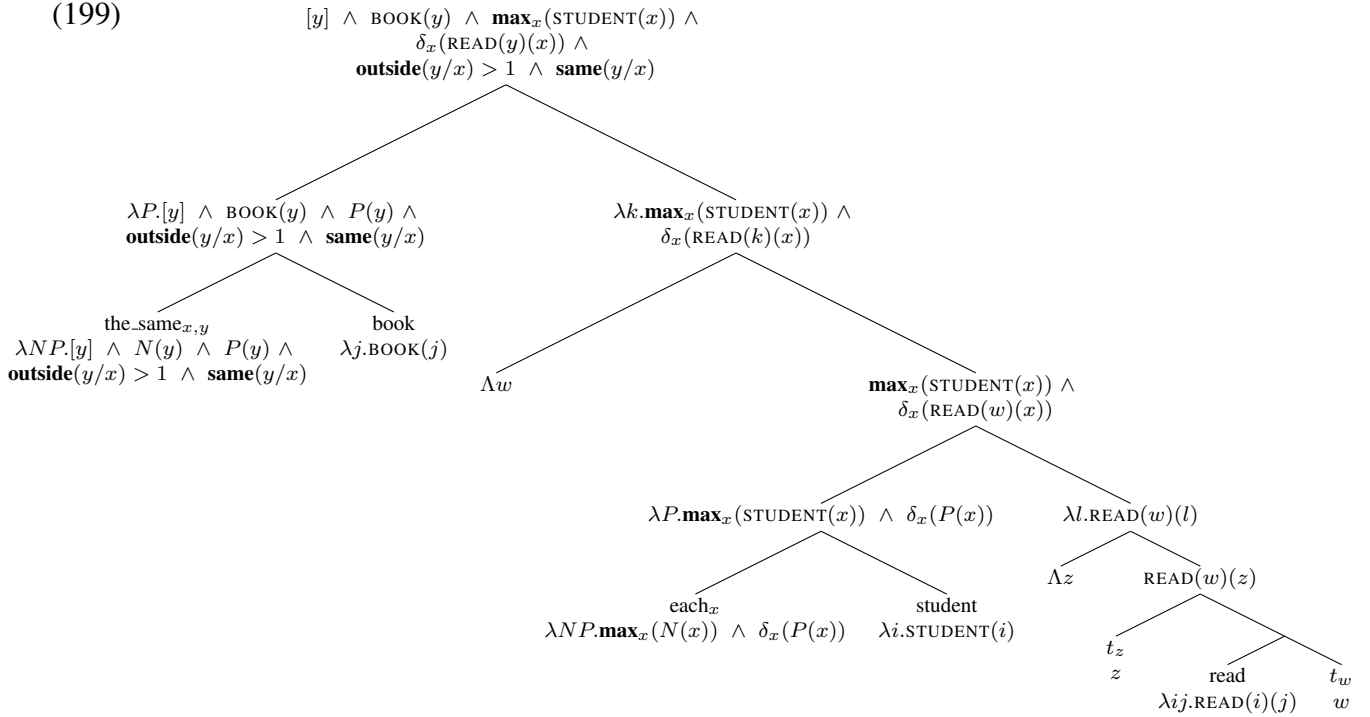 (199)
[y] ∧ BOOK(y) ∧ max_x(STUDENT(x)) ∧
δ_x(READ(y)(x)) ∧
outside(y/x) > 1 ∧ same(y/x)
λP.[y] ∧ BOOK(y) ∧ P(y) ∧
outside(y/x) > 1 ∧ same(y/x)
λk.max_x(STUDENT(x)) ∧
δ_x(READ(k)(x))
the_same_{x,y}
λNP.[y] ∧ N(y) ∧ P(y) ∧
outside(y/x) > 1 ∧ same(y/x)
book
λj.BOOK(j)
Λw
max_x(STUDENT(x)) ∧
δ_x(READ(w)(x))
λP.max_x(STUDENT(x)) ∧ δ_x(P(x))
λl.READ(w)(l)
each_x
λNP.max_x(N(x)) ∧ δ_x(P(x))
student
λi.STUDENT(i)
Λz
READ(w)(z)
t_z
z
read
λij.READ(i)(j)
t_w
w